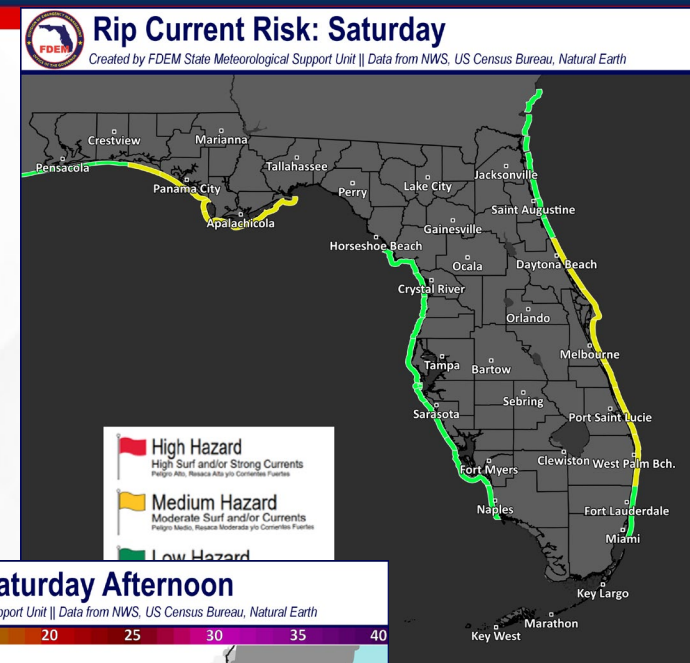 FDEM
Rip Current Risk: Saturday
Created by FDEM State Meteorological Support Unit || Data from NWS, US Census Bureau, Natural Earth
Crestview
Marianna
Pensacola
Tallahassee
Jacksonville
Panama City
Perry
Lake City
Saint Augustine
Apalachicola
Gainesville
Horseshoe Beach
Ocala
Daytona Beach
Crystal River
Orlando
Melbourne
Tampa
Bartow
Sebring
Sarasota
Port Saint Lucie
Fort Myers
Clewiston
West Palm Bch.
Naples
Fort Lauderdale
Miami
Key Largo
Marathon
Key West
High Hazard
High Surf and/or Strong Currents
Peligro Alto, Resaca Alta y/o Corrientes Fuertes
Medium Hazard
Moderate Surf and/or Currents
Peligro Medio, Resaca Moderada y/o Corrientes Fuertes
Low Hazard
aturday Afternoon
pport Unit || Data from NWS, US Census Bureau, Natural Earth
20 25 30 35 40